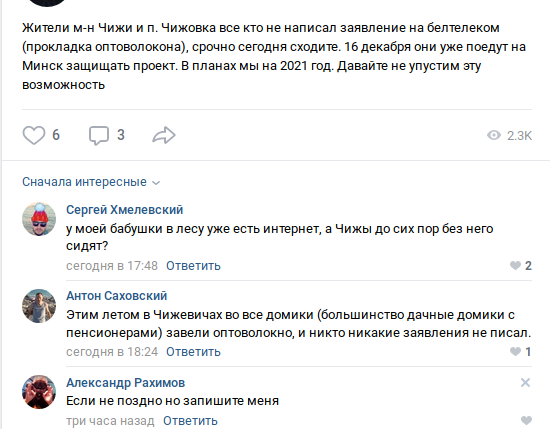 Жители м-н Чижи и п. Чижовка все кто не написал заявление на белтелеком
(прокладка оптоволокона), срочно сегодня сходите. 16 декабря они уже поедут на
Минск защищать проект. В планах мы на 2021 год. Давайте не упустим эту
возможность
6 3 2.3K
Сначала интересные
Сергей Хмелевский
у моей бабушки в лесу уже есть интернет, а Чижы до сих пор без него
сидят?
сегодня в 17:48 Ответить 2
Антон Саховский
Этим летом в Чижевичах во все домики (большинство дачные домики с
пенсионерами) завели оптоволокно, и никто никакие заявления не писал.
сегодня в 18:24 Ответить 1
Александр Рахимов
Если не поздно но запишите меня
три часа назад Ответить